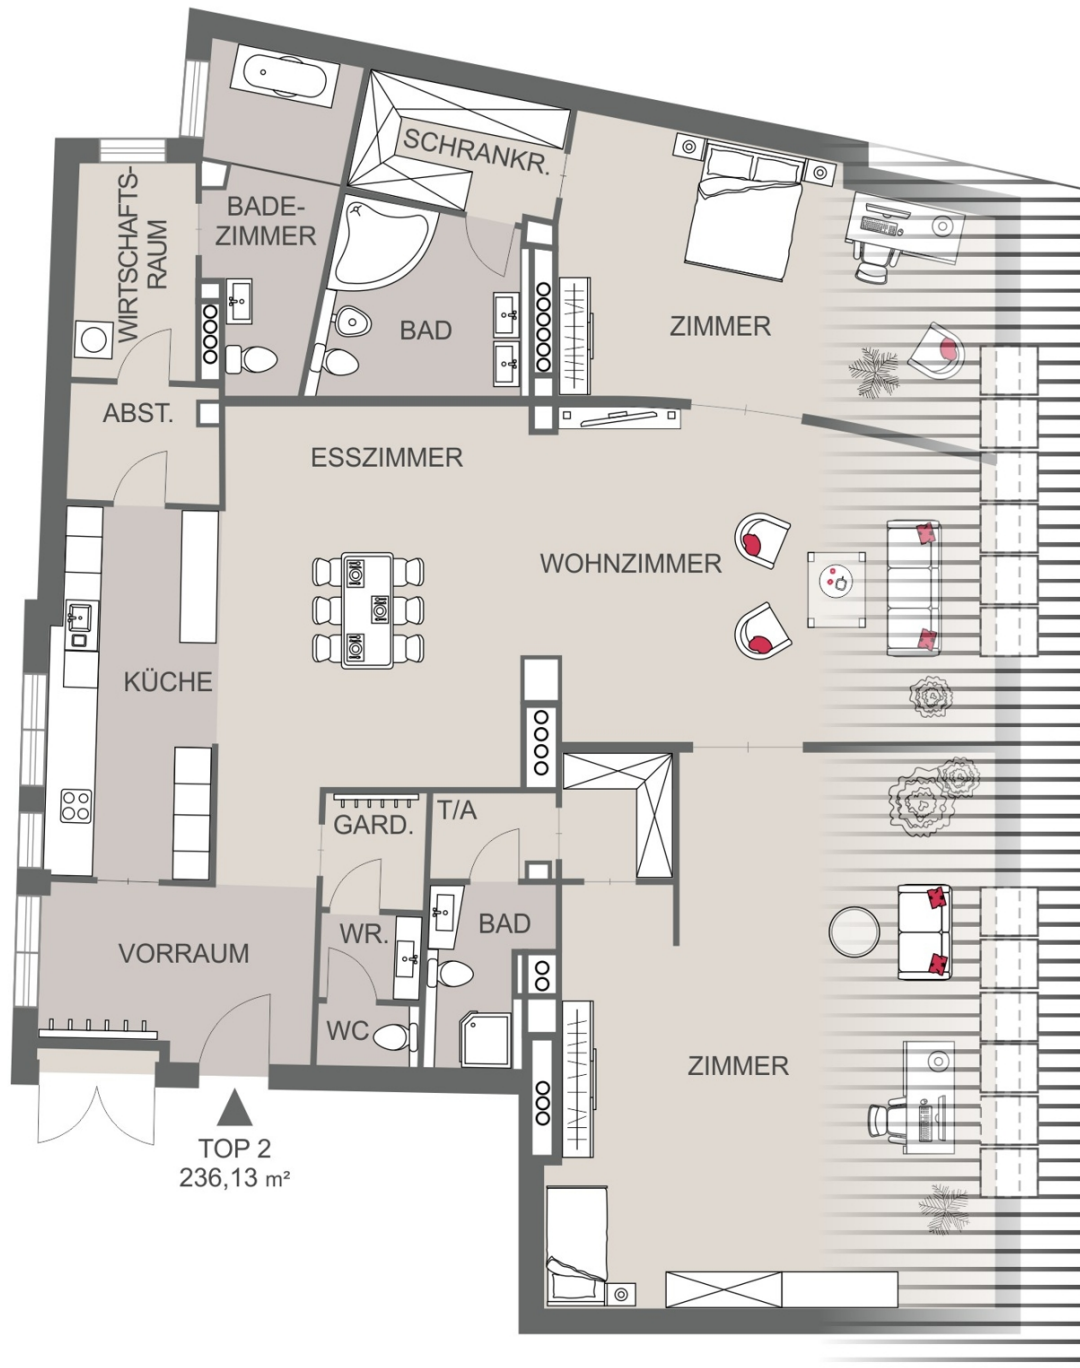 SCHRANKR.
WIRTSCHAFTS-
RAUM
BADE-
ZIMMER
BAD
ZIMMER
ABST.
ESSZIMMER
WOHNZIMMER
KÜCHE
T/A
GARD.
WR.
BAD
VORRAUM
WC
ZIMMER
TOP 2
236,13 m²